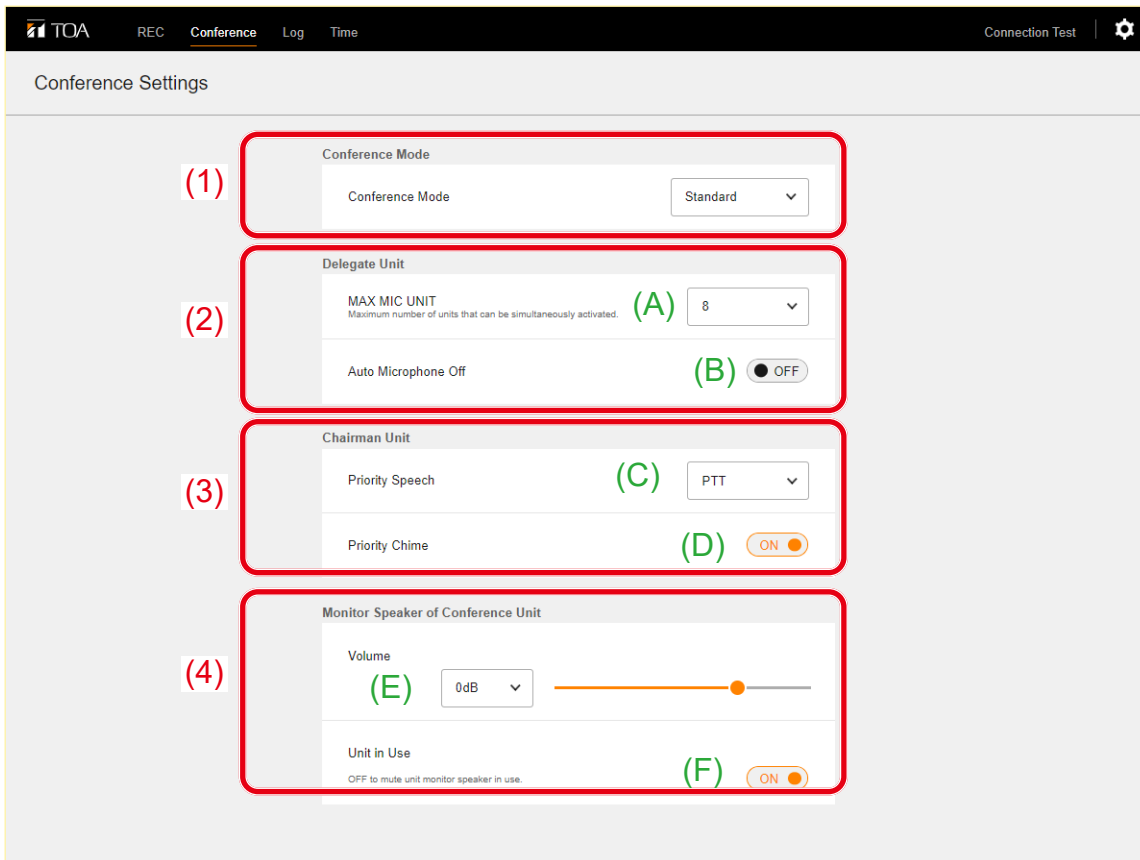 TOA REC Conference Log Time Connection Test
Conference Settings
Conference Mode
(1) Conference Mode Standard
Delegate Unit
(2)
MAX MIC UNIT (A) 8
Maximum number of units that can be simultaneously activated.
Auto Microphone Off (B) OFF
Chairman Unit
(3)
Priority Speech (C) PTT
Priority Chime (D) ON
Monitor Speaker of Conference Unit
(4)
Volume
(E) 0dB
Unit in Use
OFF to mute unit monitor speaker in use. (F) ON